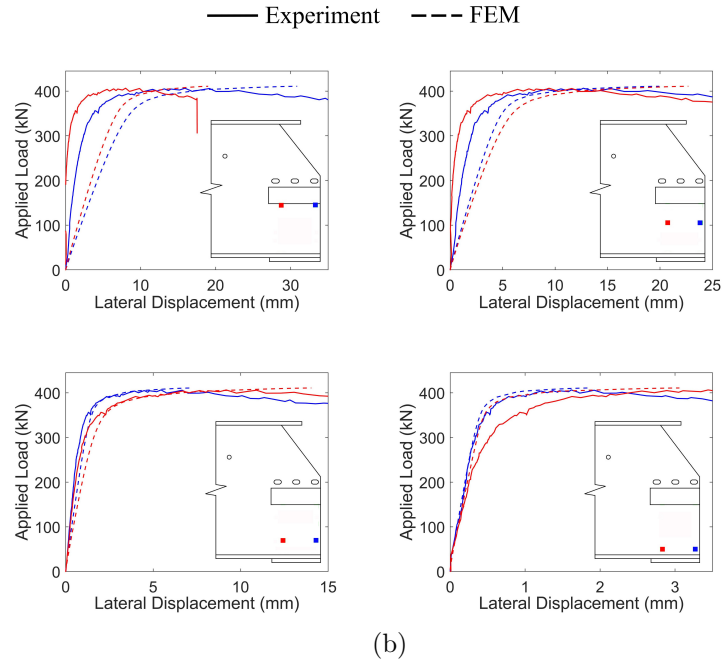 Experiment FEM
400
300
200
100
0
Applied Load (kN)
0 10 20 30
Lateral Displacement (mm)
400
300
200
100
0
Applied Load (kN)
0 5 10 15 20 25
Lateral Displacement (mm)
400
300
200
100
0
Applied Load (kN)
0 5 10 15
Lateral Displacement (mm)
400
300
200
100
0
Applied Load (kN)
0 1 2 3
Lateral Displacement (mm)
(b)